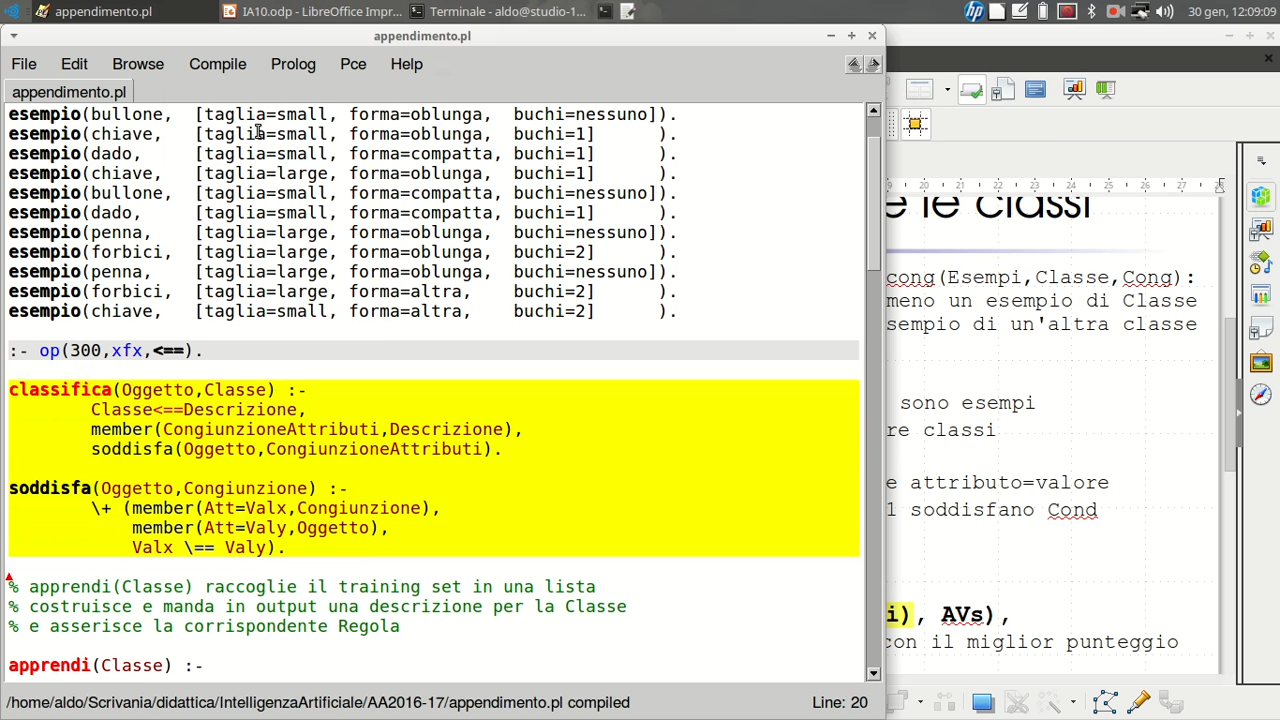 appendimento.pl
IA10.odp - LibreOffice Impr...
Terminale - aldo@studio-1...
30 gen, 12:09:09
appendimento.pl
File Edit Browse Compile Prolog Pce Help
appendimento.pl
esempio(bullone, [taglia=small, forma=oblunga, buchi=nessuno]).
esempio(chiave, [taglia=small, forma=oblunga, buchi=1] ).
esempio(dado, [taglia=small, forma=compatta, buchi=1] ).
esempio(chiave, [taglia=large, forma=oblunga, buchi=1] ).
esempio(bullone, [taglia=small, forma=compatta, buchi=nessuno]).
esempio(dado, [taglia=small, forma=compatta, buchi=1] ).
esempio(penna, [taglia=large, forma=oblunga, buchi=nessuno]).
esempio(forbici, [taglia=large, forma=oblunga, buchi=2] ).
esempio(penna, [taglia=large, forma=oblunga, buchi=nessuno]).
esempio(forbici, [taglia=large, forma=altra, buchi=2] ).
esempio(chiave, [taglia=large, forma=altra, buchi=2] ).
:- op(300,xfx,<==).
classifica(Oggetto,Classe) :-
Classe<==Descrizione,
member(CongiunzioneAttributi,Descrizione),
soddisfa(Oggetto,CongiunzioneAttributi).
soddisfa(Oggetto,Congiunzione) :-
\+ (member(Att=Valx,Congiunzione),
member(Att=Valy,Oggetto),
Valx \== Valy).
% apprendi(Classe) raccoglie il training set in una lista
% costruisce e manda in output una descrizione per la Classe
% e asserisce la corrispondente Regola
apprendi(Classe) :-
/home/aldo/Scrivania/didattica/IntelligenzaArtificiale/AA2016-17/appendimento.pl compiled
Line: 20
20 21 22 23 24 25 26 27
e le classi
cong(Esempi,Classe,Cong):
meno un esempio di Classe
sempio di un'altra classe
sono esempi
re classi
e attributo=valore
1 soddisfano Cond
i), AVs),
con il miglior punteggio